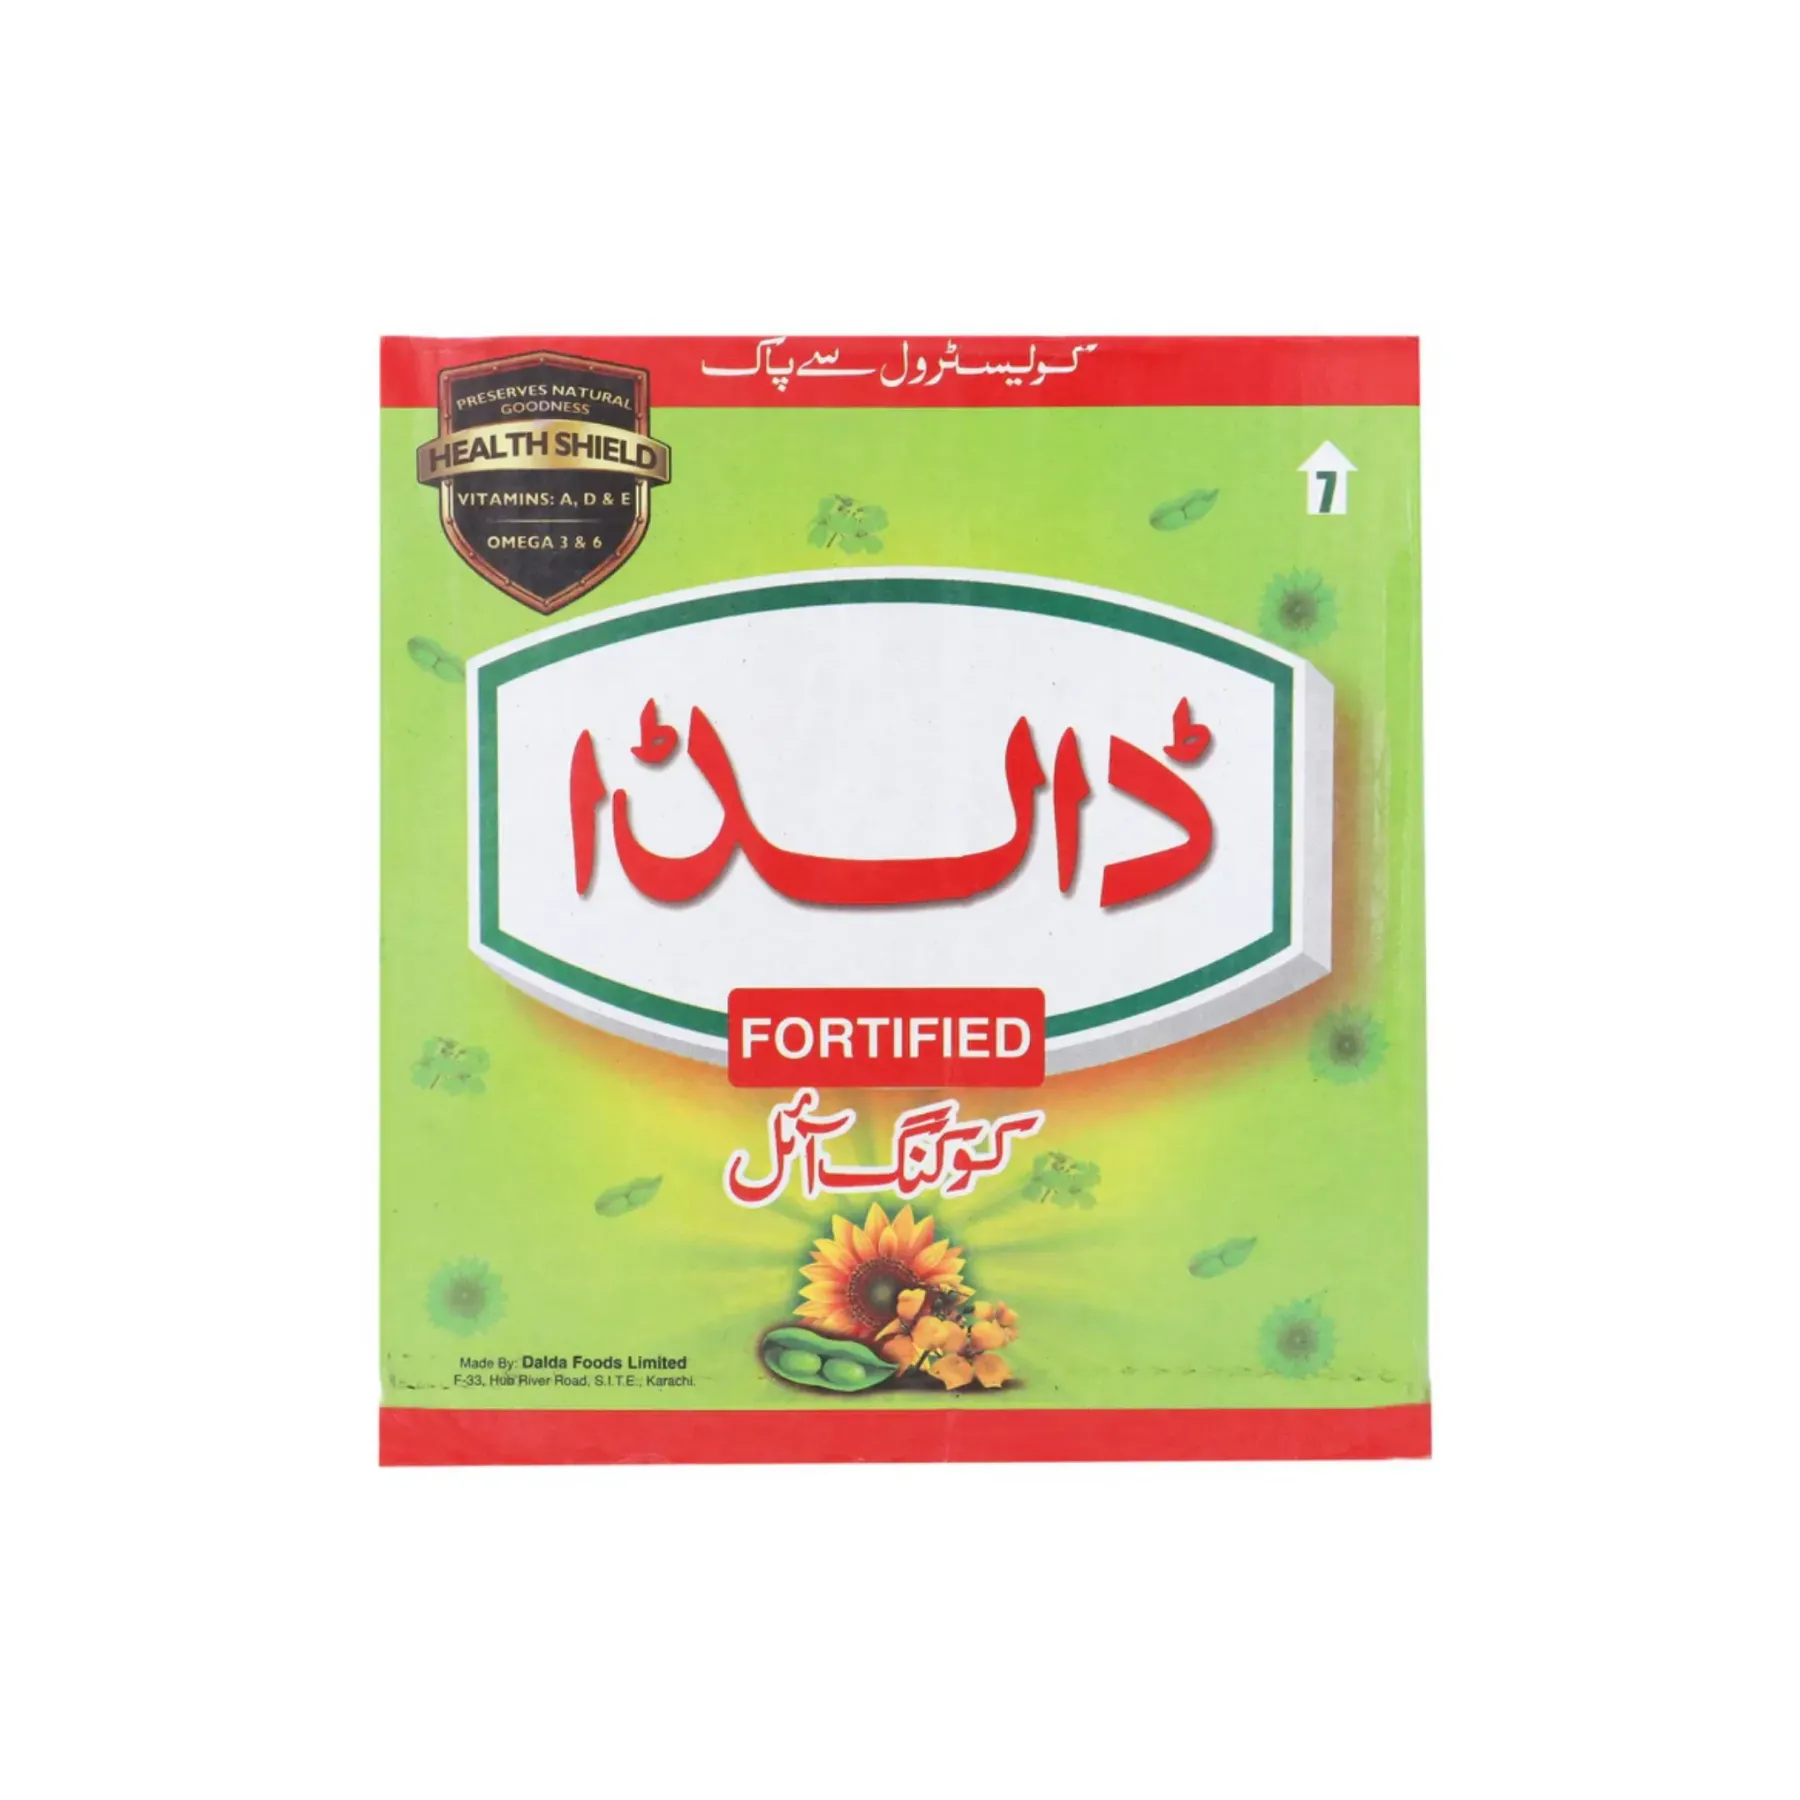 کولیسٹرول سے پاک
PRESERVES NATURAL
GOODNESS
HEALTH SHIELD
VITAMINS: A, D & E
OMEGA 3 & 6
7
ڈالڈا
FORTIFIED
کوکنگ آئل
Made By: Dalda Foods Limited
F-33, Hub River Road, S.I.T.E., Karachi.